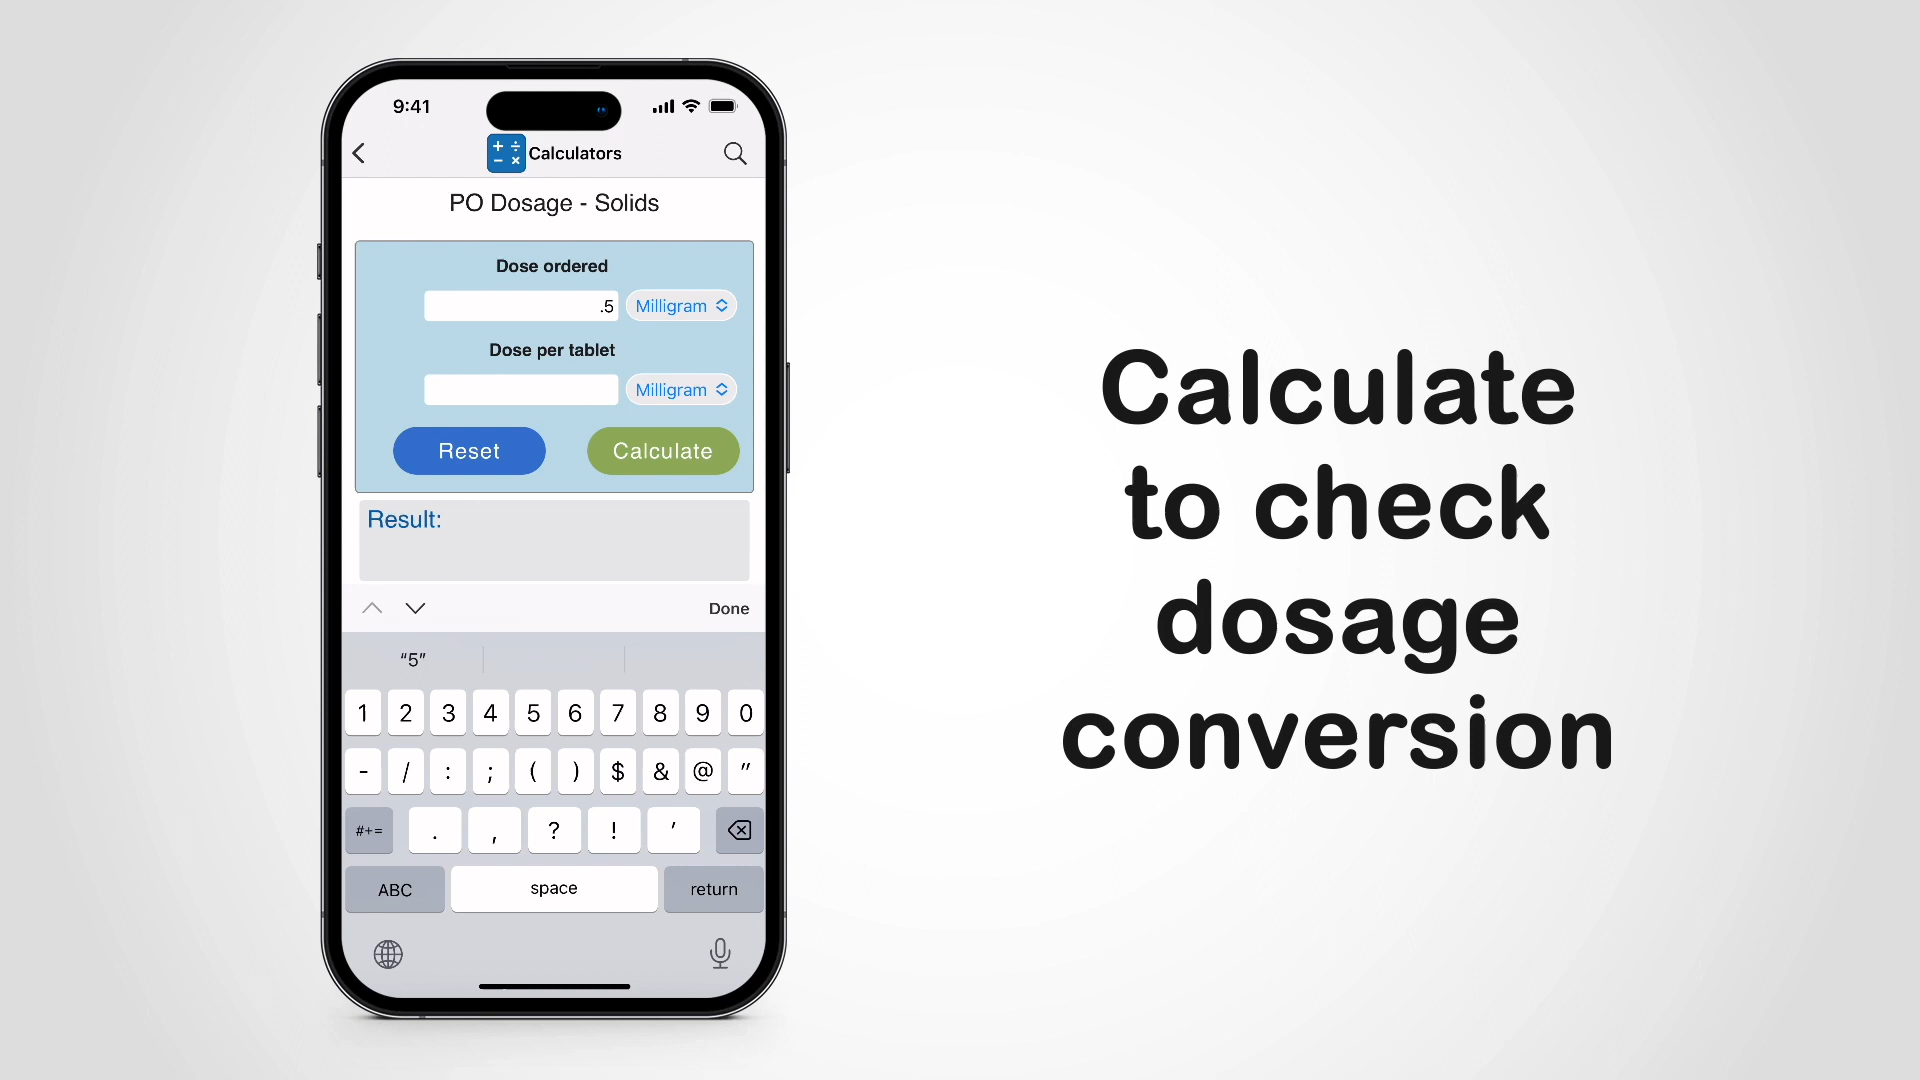 9:41
Calculators
PO Dosage - Solids
Dose ordered
.5 Milligram
Dose per tablet
Milligram
Reset Calculate
Result:
Done
“5”
1 2 3 4 5 6 7 8 9 0
- / : ; ( ) $ & @ "
#+= . , ? ! '
ABC space return
Calculate
to check
dosage
conversion